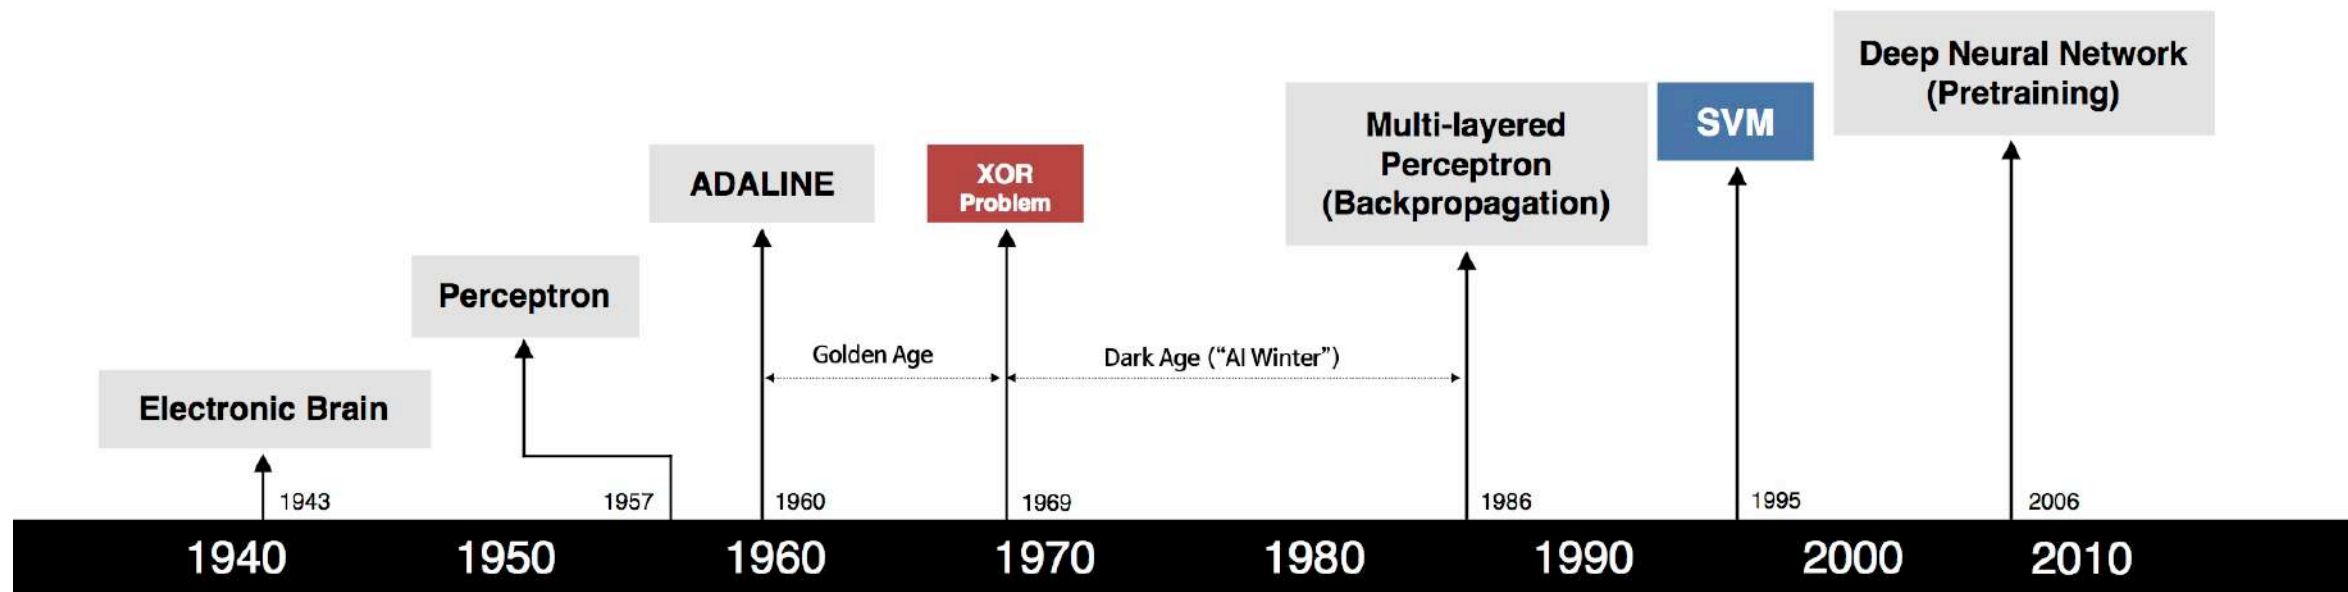 Deep Neural Network
(Pretraining)
Multi-layered
Perceptron
(Backpropagation)
SVM
ADALINE
XOR
Problem
Perceptron
Golden Age
Dark Age ("AI Winter")
Electronic Brain
1943
1957
1960
1969
1986
1995
2006
1940 1950 1960 1970 1980 1990 2000 2010